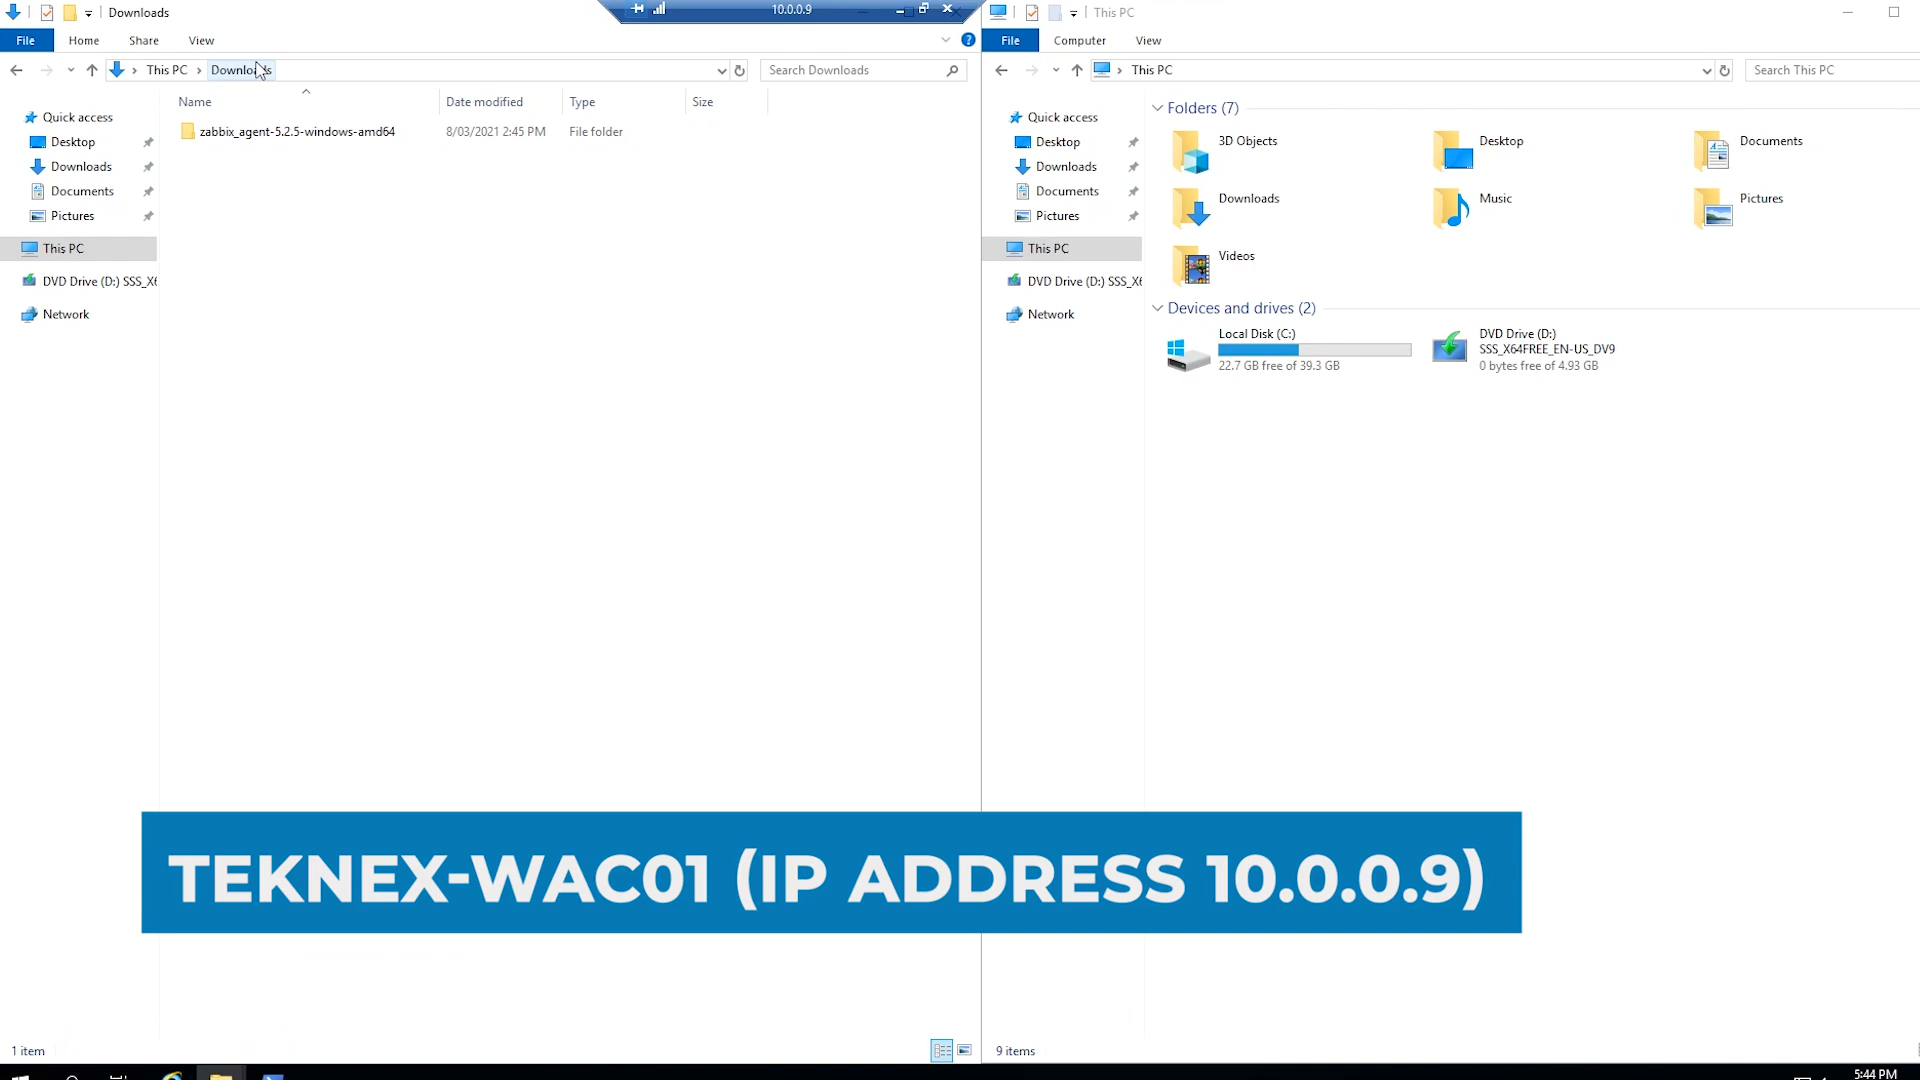 Downloads
10.0.0.9
This PC
File
Home
Share
View
File
Computer
View
This PC
Downloads
Search Downloads
This PC
Search This PC
Name
Date modified
Type
Size
zabbix_agent-5.2.5-windows-amd64
8/03/2021 2:45 PM
File folder
Quick access
Desktop
Downloads
Documents
Pictures
This PC
DVD Drive (D:) SSS_X6
Network
1 item
Quick access
Desktop
Downloads
Documents
Pictures
This PC
DVD Drive (D:) SSS_X6
Network
Folders (7)
3D Objects
Desktop
Documents
Downloads
Music
Pictures
Videos
Devices and drives (2)
Local Disk (C:)
22.7 GB free of 39.3 GB
DVD Drive (D:)
SSS_X64FREE_EN-US_DV9
0 bytes free of 4.93 GB
TEKNEX-WAC01 (IP ADDRESS 10.0.0.9)
9 items
5:44 PM